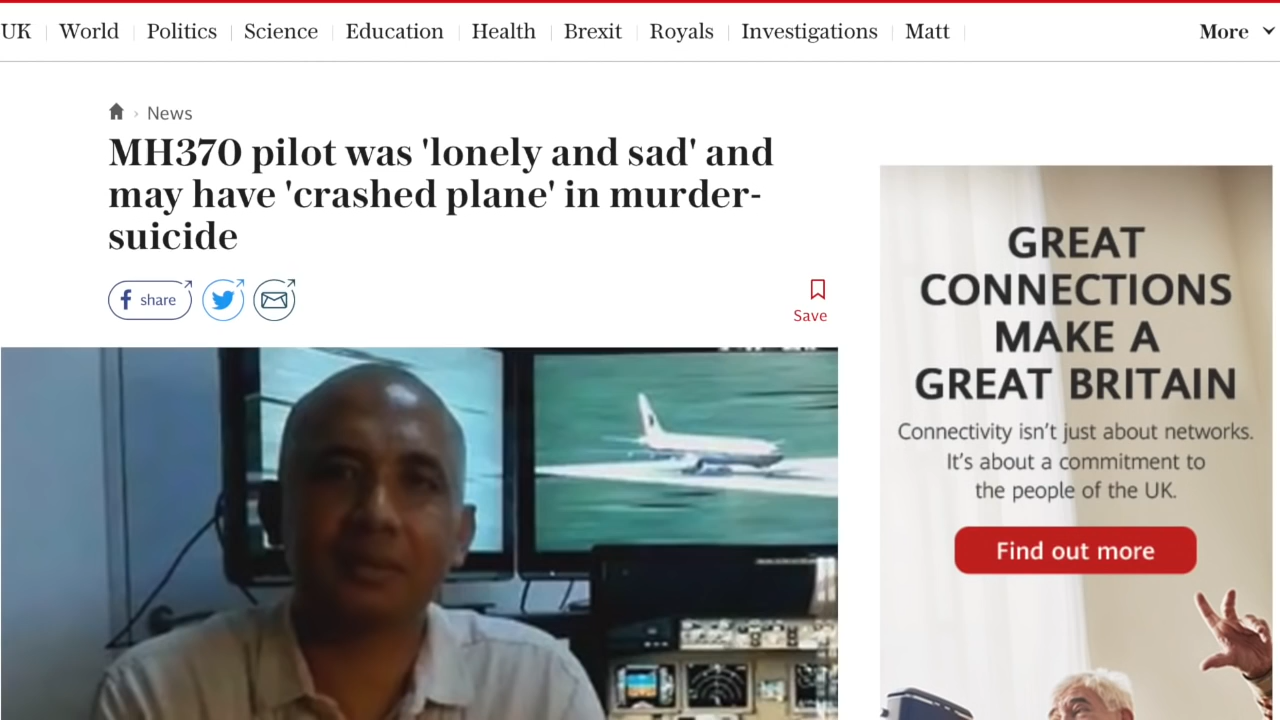 UK World Politics Science Education Health Brexit Royals Investigations Matt More
News
MH370 pilot was 'lonely and sad' and
may have 'crashed plane' in murder-
suicide
share
Save
GREAT
CONNECTIONS
MAKE A
GREAT BRITAIN
Connectivity isn't just about networks.
It's about a commitment to
the people of the UK.
Find out more